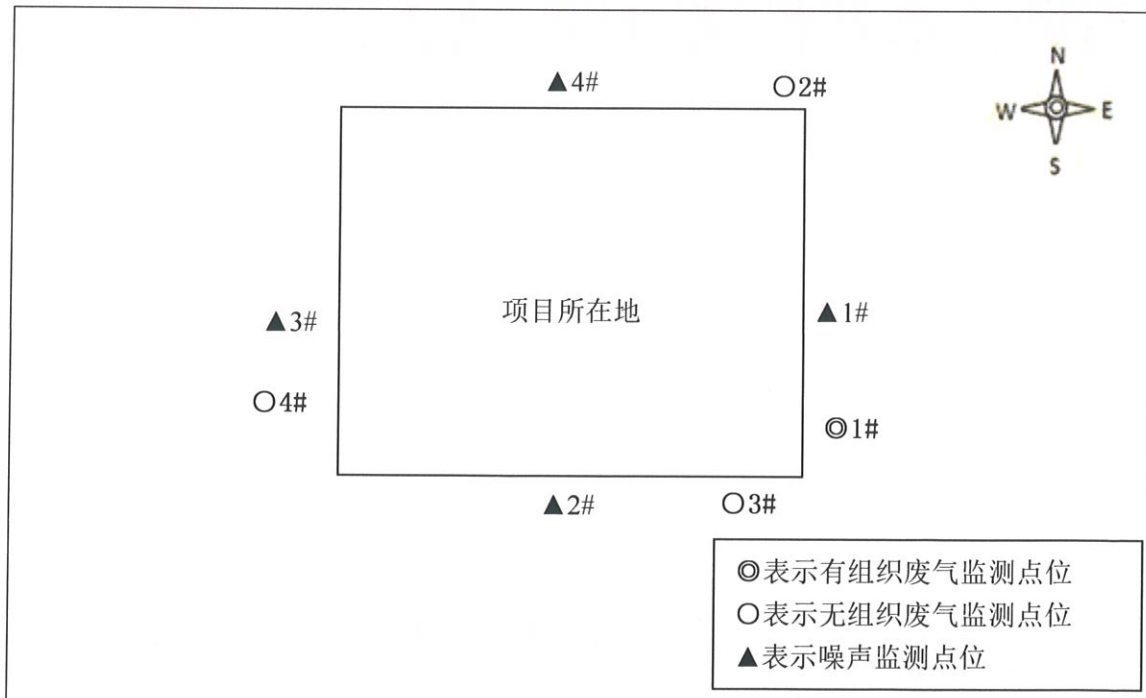 N
▲4#
○2#
W
E
S
▲3#
项目所在地
▲1#
○4#
◎1#
▲2#
○3#
◎表示有组织废气监测点位
○表示无组织废气监测点位
▲表示噪声监测点位